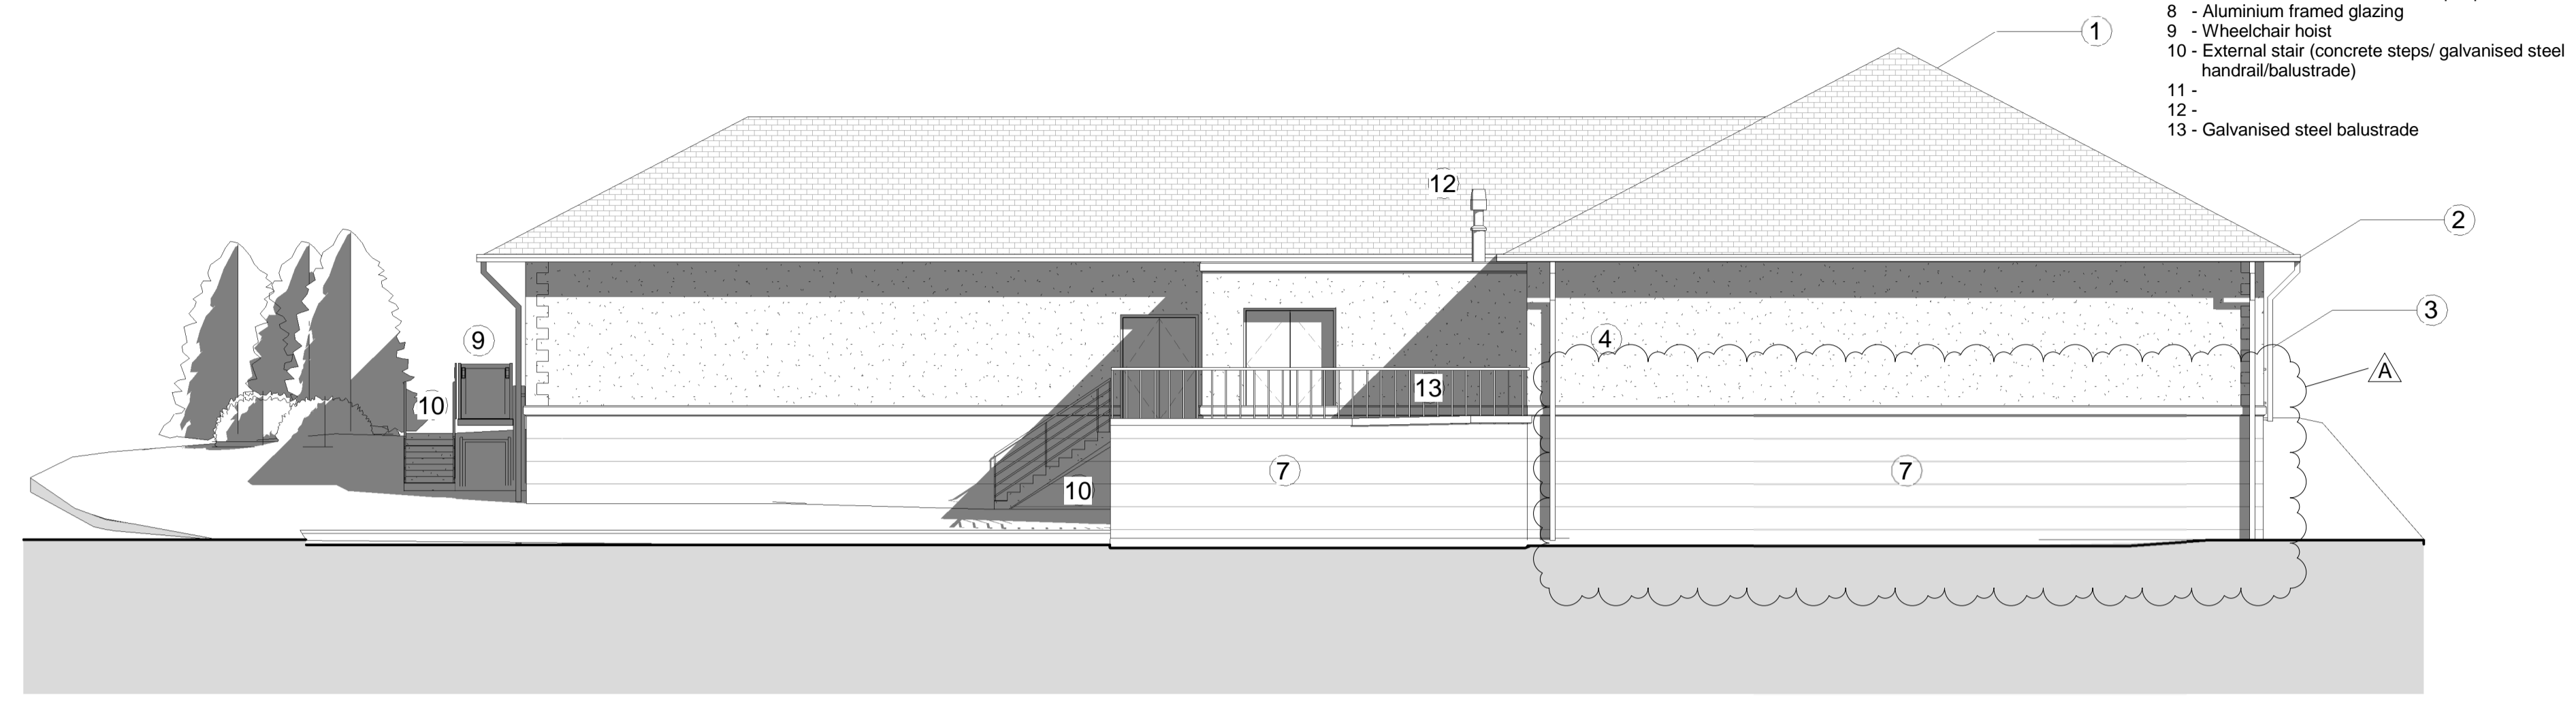 8 - Aluminium framed glazing
9 - Wheelchair hoist
10 - External stair (concrete steps/ galvanised steel
handrail/balustrade)
11 -
12 -
13 - Galvanised steel balustrade
1
12
2
3
4
9
A
13
10
7
7
10